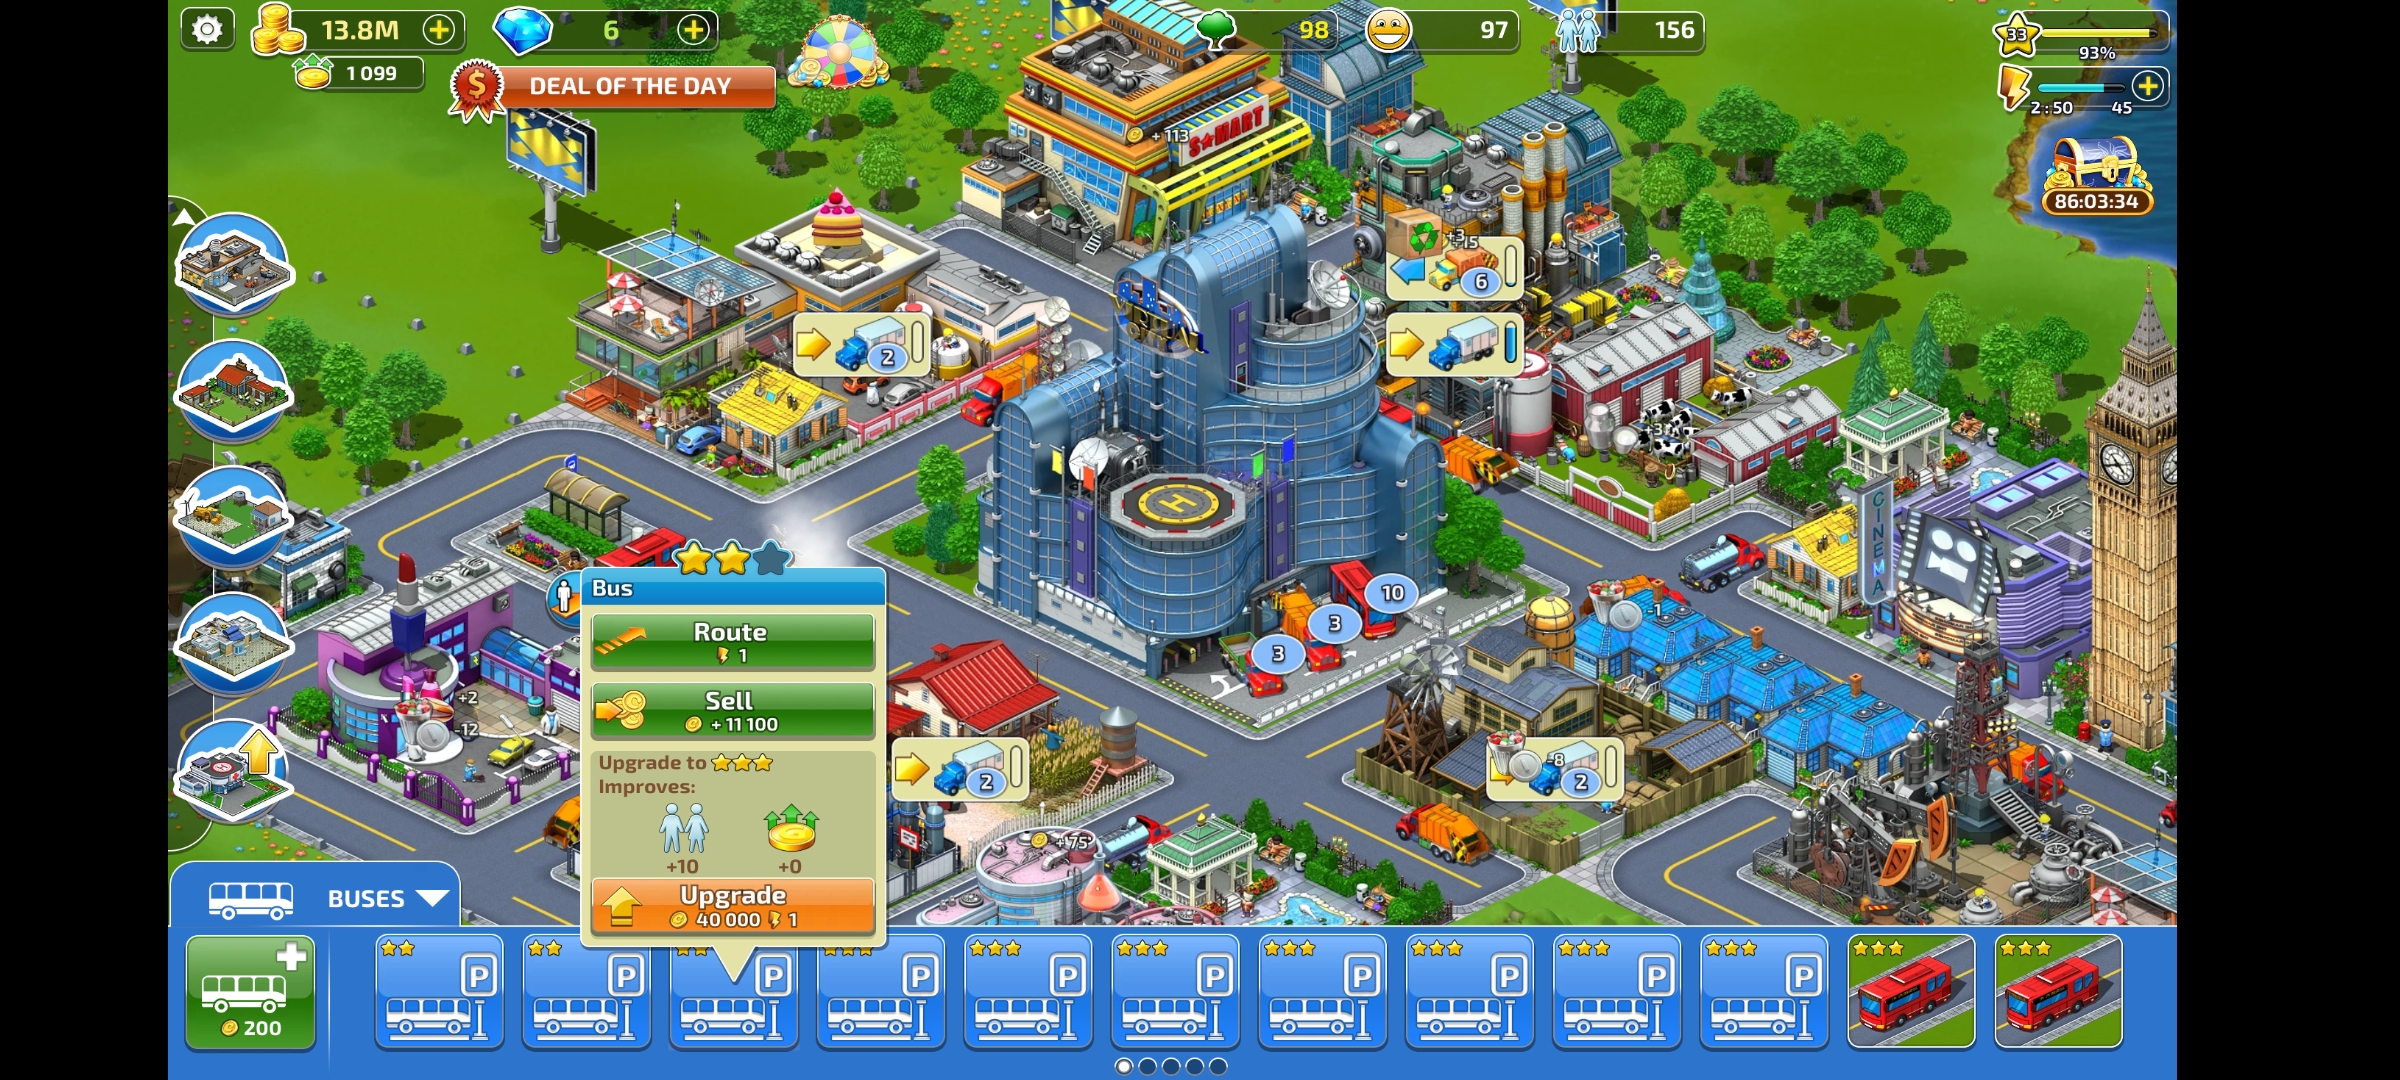 13.8M
6
98
97
156
33
93%
1 099
DEAL OF THE DAY
2:50
45
S★MART
+ 113
86:03:34
+3
+15
6
2
CINEMA
10
3
3
-1
Bus
Route
1
Sell
+ 11 100
Upgrade to
Improves:
+10
+0
Upgrade
40 000
1
+2
12
2
-8
2
+75
BUSES
200
P
P
P
P
P
P
P
P
P
P
H